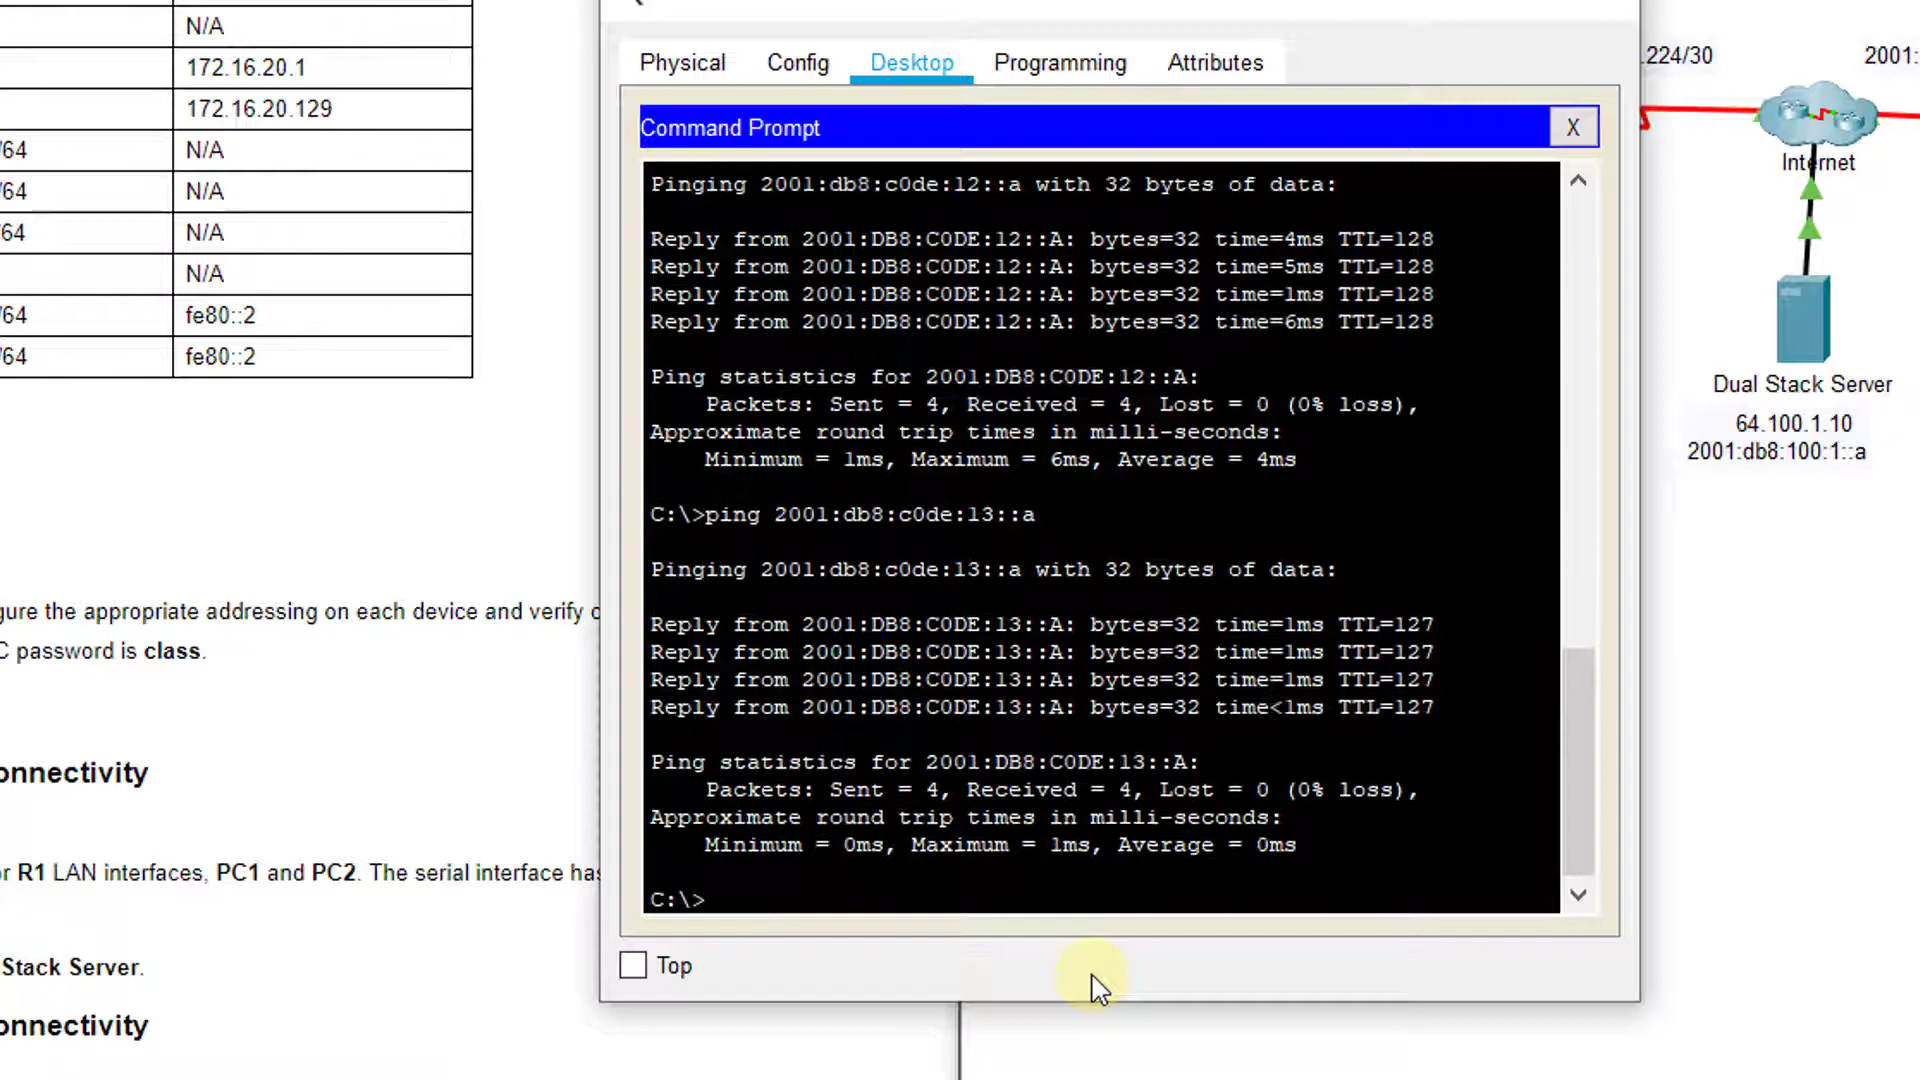 N/A
172.16.20.1
172.16.20.129
/64 N/A
/64 N/A
/64 N/A
N/A
/64 fe80::2
/64 fe80::2
gure the appropriate addressing on each device and verify c
C password is class.
onnectivity
or R1 LAN interfaces, PC1 and PC2. The serial interface has
Stack Server.
onnectivity
Physical Config Desktop Programming Attributes
Command Prompt X
Pinging 2001:db8:c0de:12::a with 32 bytes of data:
Reply from 2001:DB8:C0DE:12::A: bytes=32 time=4ms TTL=128
Reply from 2001:DB8:C0DE:12::A: bytes=32 time=5ms TTL=128
Reply from 2001:DB8:C0DE:12::A: bytes=32 time=1ms TTL=128
Reply from 2001:DB8:C0DE:12::A: bytes=32 time=6ms TTL=128
Ping statistics for 2001:DB8:C0DE:12::A:
Packets: Sent = 4, Received = 4, Lost = 0 (0% loss),
Approximate round trip times in milli-seconds:
Minimum = 1ms, Maximum = 6ms, Average = 4ms
C:\>ping 2001:db8:c0de:13::a
Pinging 2001:db8:c0de:13::a with 32 bytes of data:
Reply from 2001:DB8:C0DE:13::A: bytes=32 time=1ms TTL=127
Reply from 2001:DB8:C0DE:13::A: bytes=32 time=1ms TTL=127
Reply from 2001:DB8:C0DE:13::A: bytes=32 time=1ms TTL=127
Reply from 2001:DB8:C0DE:13::A: bytes=32 time<1ms TTL=127
Ping statistics for 2001:DB8:C0DE:13::A:
Packets: Sent = 4, Received = 4, Lost = 0 (0% loss),
Approximate round trip times in milli-seconds:
Minimum = 0ms, Maximum = 1ms, Average = 0ms
C:\>
Top
.224/30 2001:
Internet
Dual Stack Server
64.100.1.10
2001:db8:100:1::a